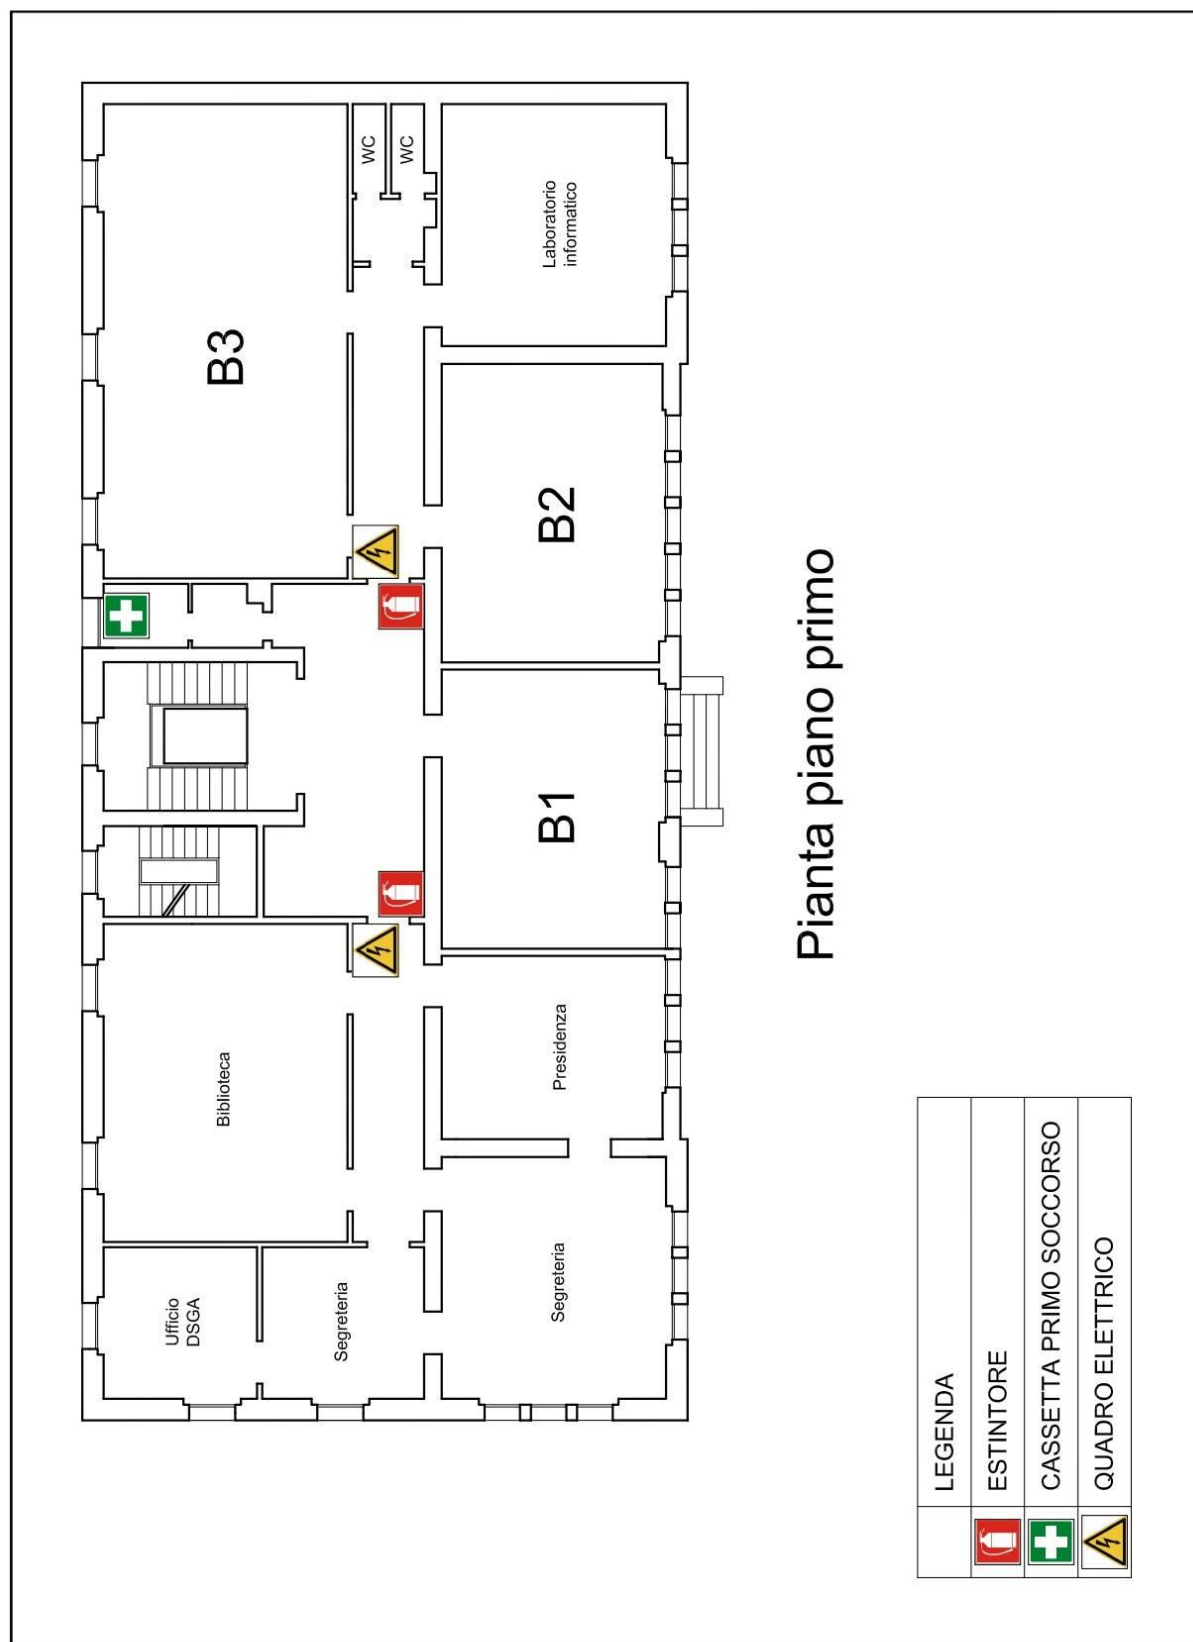 B3
WC
WC
Laboratorio
informatico
B2
B1
Biblioteca
Presidenza
Ufficio
DSGA
Segreteria
Segreteria
Pianta piano primo
LEGENDA
ESTINTORE
CASSETTA PRIMO SOCCORSO
QUADRO ELETTRICO